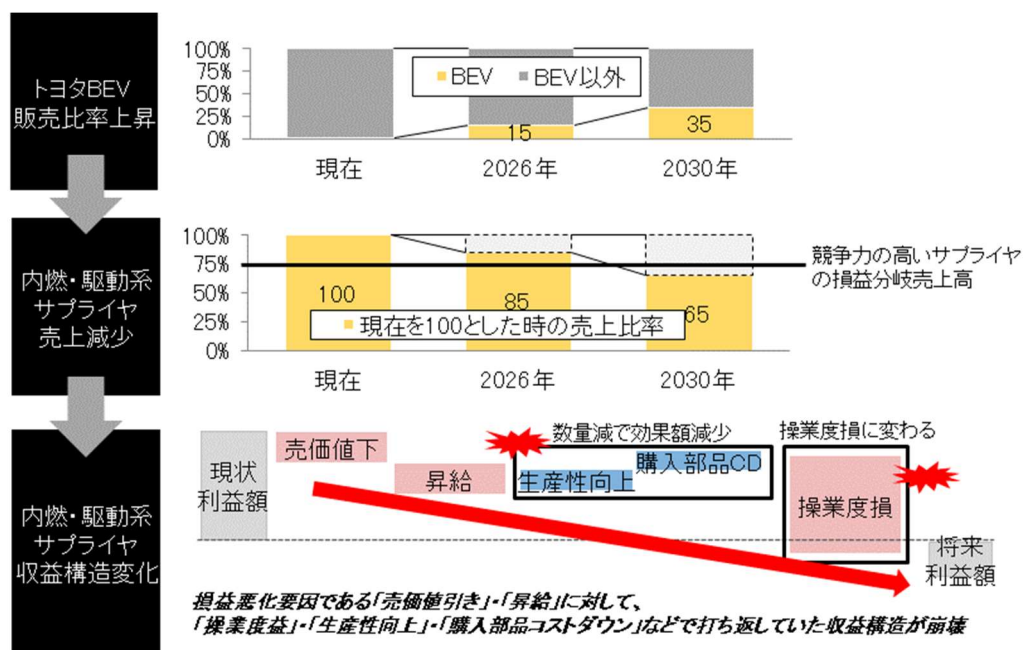 トヨタBEV
販売比率上昇
100%
75%
50%
25%
0%
BEV
BEV以外
15
35
現在
2026年
2030年
内燃・駆動系
サプライヤ
売上減少
100%
75%
50%
25%
0%
100
85
65
現在を100とした時の売上比率
現在
2026年
2030年
競争力の高いサプライヤ
の損益分岐売上高
内燃・駆動系
サプライヤ
収益構造変化
現状
利益額
売価値下
昇給
数量減で効果額減少
生産性向上
購入部品CD
操業度損に変わる
操業度損
将来
利益額
損益悪化要因である「売価値引き」・「昇給」に対して、
「操業度益」・「生産性向上」・「購入部品コストダウン」などで打ち返していた収益構造が崩壊